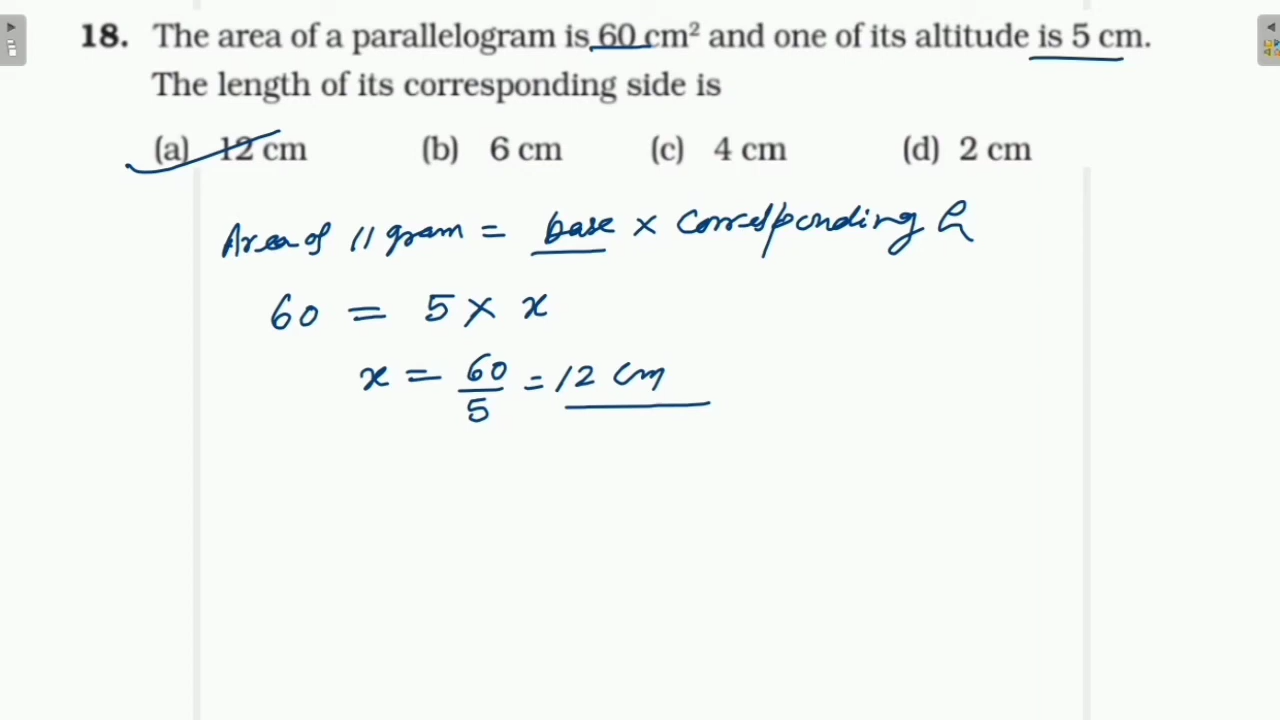 18. The area of a parallelogram is 60 cm² and one of its altitude is 5 cm.
The length of its corresponding side is
(a) 12 cm (b) 6 cm (c) 4 cm (d) 2 cm
Area of 11 gram = base × corresponding h
60 = 5 × x
x = 60/5 = 12 cm